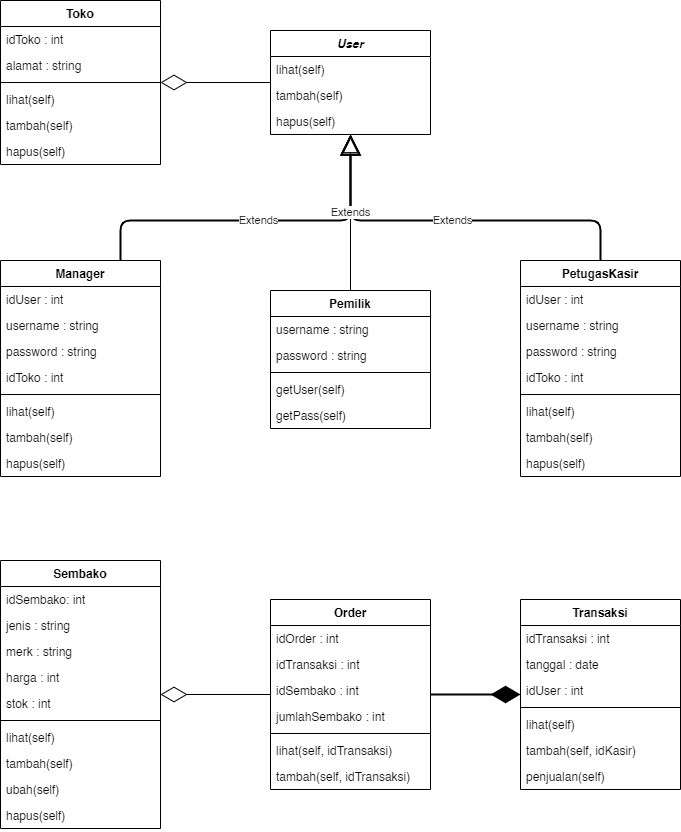 Toko
idToko : int
alamat : string
lihat(self)
tambah(self)
hapus(self)
User
lihat(self)
tambah(self)
hapus(self)
Extends
Extends
Extends
Manager
idUser : int
username : string
password : string
idToko : int
lihat(self)
tambah(self)
hapus(self)
Pemilik
username : string
password : string
getUser(self)
getPass(self)
PetugasKasir
idUser : int
username : string
password : string
idToko : int
lihat(self)
tambah(self)
hapus(self)
Sembako
idSembako: int
jenis : string
merk : string
harga : int
stok : int
lihat(self)
tambah(self)
ubah(self)
hapus(self)
Order
idOrder : int
idTransaksi : int
idSembako : int
jumlahSembako : int
lihat(self, idTransaksi)
tambah(self, idTransaksi)
Transaksi
idTransaksi : int
tanggal : date
idUser : int
lihat(self)
tambah(self, idKasir)
penjualan(self)